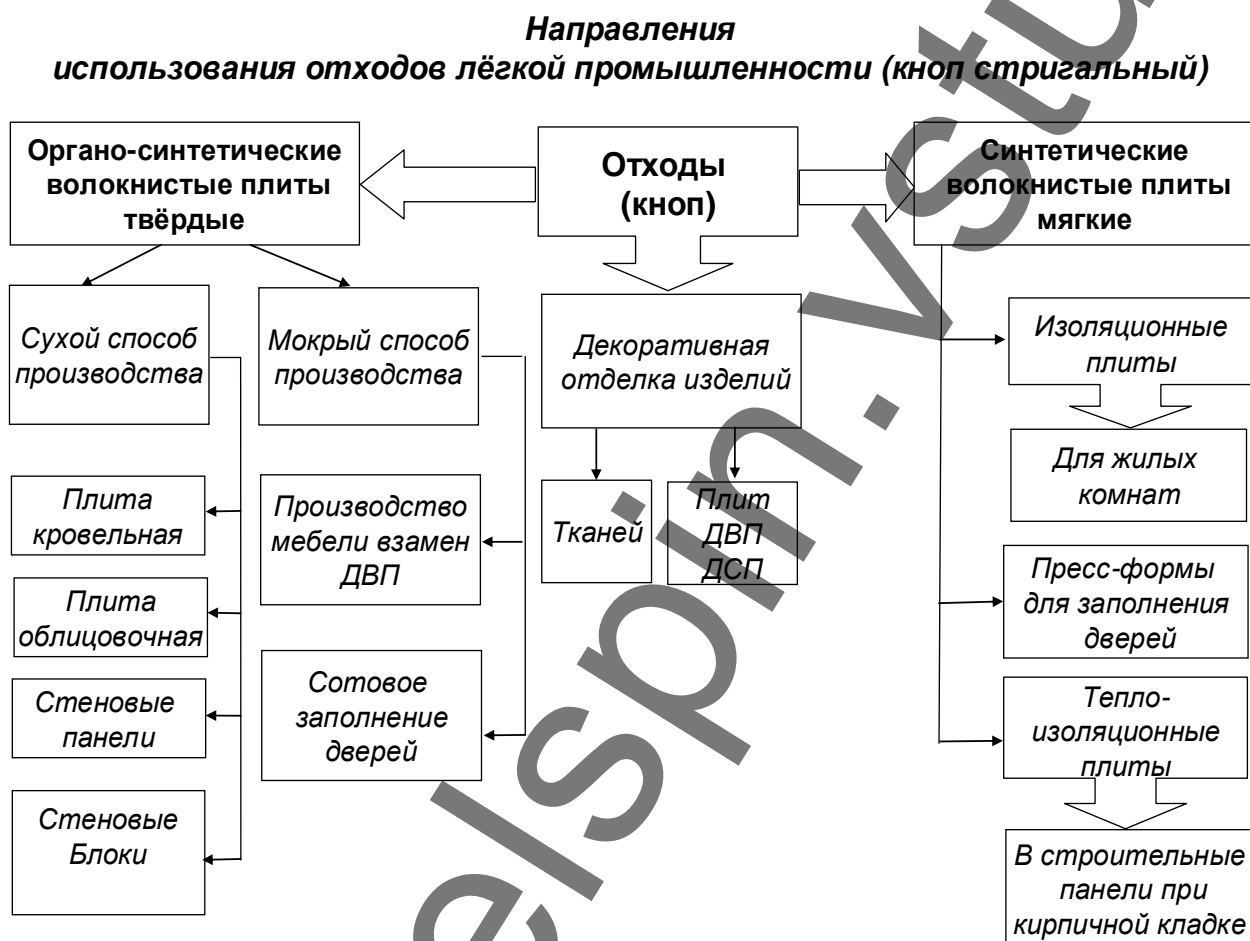 Направления
использования отходов лёгкой промышленности (кноп стригальный)
Органо-синтетические
волокнистые плиты
твёрдые
Отходы
(кноп)
Синтетические
волокнистые плиты
мягкие
Сухой способ
производства
Мокрый способ
производства
Декоративная
отделка изделий
Изоляционные
плиты
Для жилых
комнат
Плита
кровельная
Производство
мебели взамен
ДВП
Тканей
Плит
ДВП
ДСП
Плита
облицовочная
Пресс-формы
для заполнения
дверей
Стеновые
панели
Сотовое
заполнение
дверей
Тепло-
изоляционные
плиты
Стеновые
Блоки
В строительные
панели при
кирпичной кладке
elspin.vstu